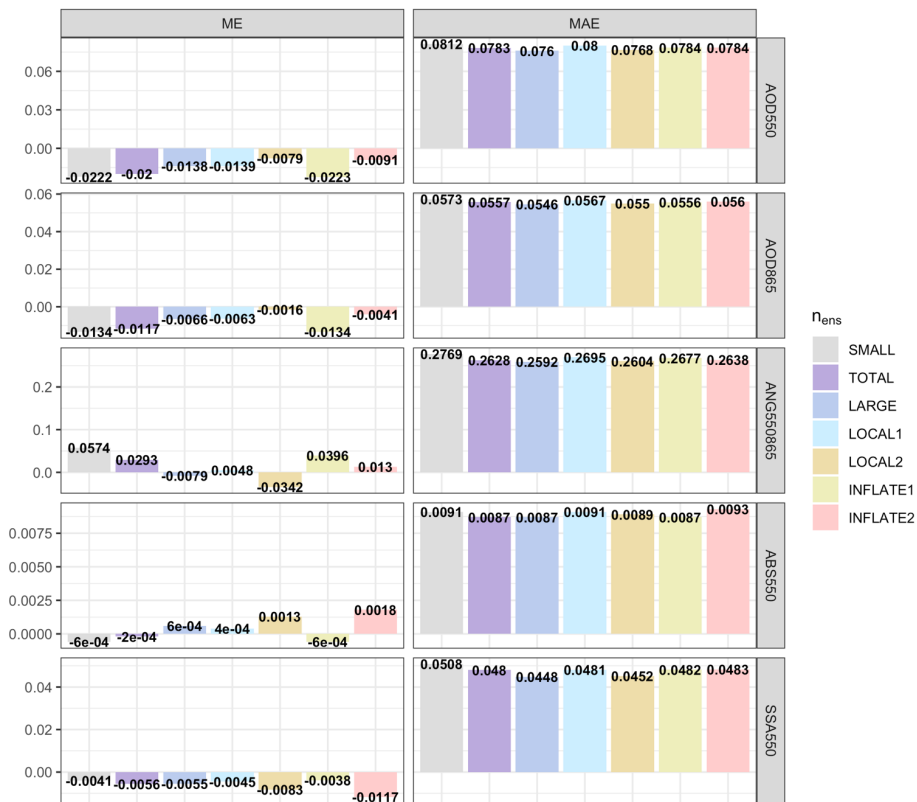 ME
MAE
0.0812 0.0783 0.076 0.08 0.0768 0.0784 0.0784
0.06
0.03
0.00
-0.0222 -0.02 -0.0138 -0.0139 -0.0079 -0.0223 -0.0091
AOD550
0.0573 0.0557 0.0546 0.0567 0.055 0.0556 0.056
0.06
0.04
0.02
0.00
-0.0134 -0.0117 -0.0066 -0.0063 -0.0016 -0.0134 -0.0041
AOD865
0.2769 0.2628 0.2592 0.2695 0.2604 0.2677 0.2638
0.2
0.1
0.0
0.0574 0.0293 -0.0079 0.0048 -0.0342 0.0396 0.013
ANG550865
0.0091 0.0087 0.0087 0.0091 0.0089 0.0087 0.0093
0.0075
0.0050
0.0025
0.0000
-6e-04 -2e-04 6e-04 4e-04 0.0013 -6e-04 0.0018
ABS550
0.0508 0.048 0.0448 0.0481 0.0452 0.0482 0.0483
0.04
0.02
0.00
-0.0041 -0.0056 -0.0055 -0.0045 -0.0083 -0.0038 -0.0117
SSA550
nens
SMALL
TOTAL
LARGE
LOCAL1
LOCAL2
INFLATE1
INFLATE2